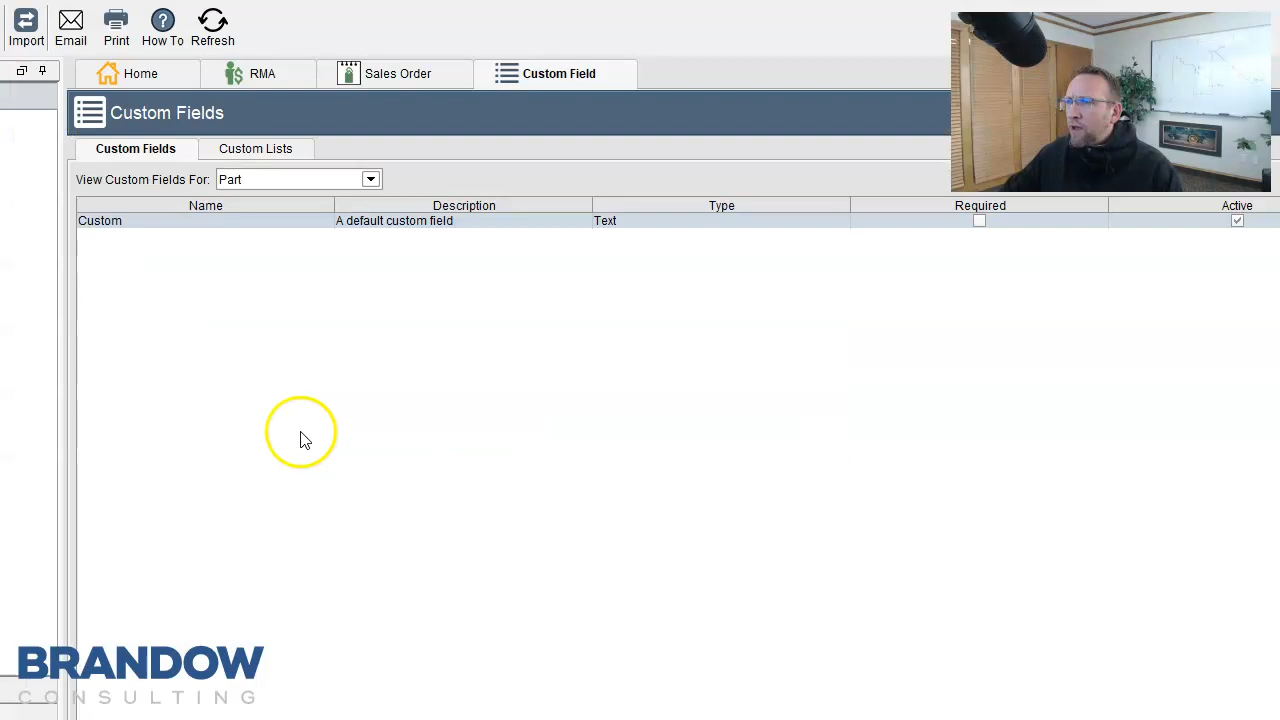 Import Email Print How To Refresh
Home RMA Sales Order Custom Field
Custom Fields
Custom Fields Custom Lists
View Custom Fields For: Part
Name Description Type Required Active
Custom A default custom field Text
BRANDOW
CONSULTING